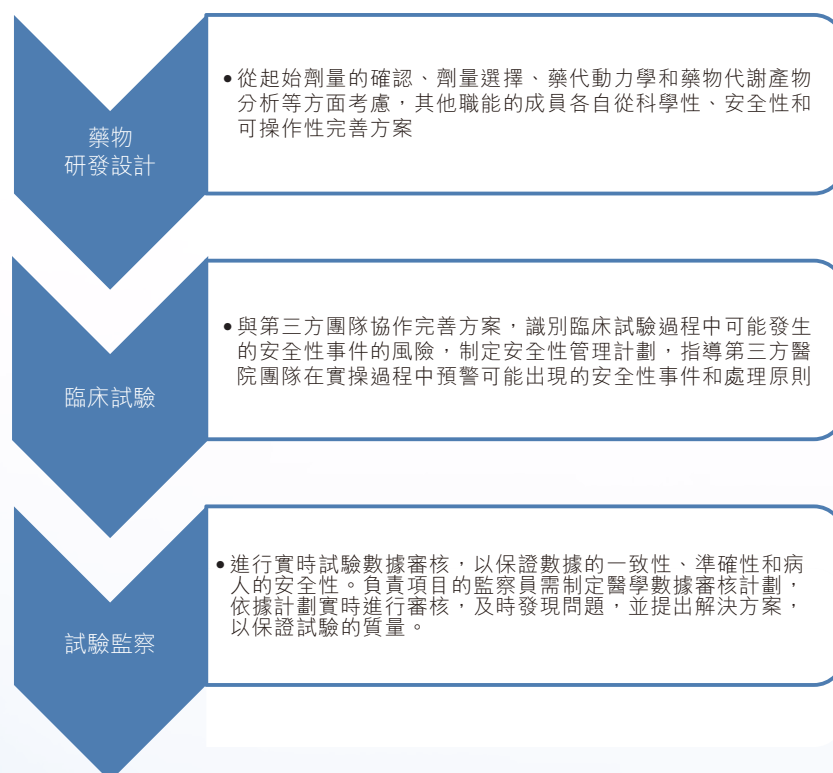 藥物
研發設計
•從起始劑量的確認、劑量選擇、藥代動力學和藥物代謝產物
分析等方面考慮，其他職能的成員各自從科學性、安全性和
可操作性完善方案
臨床試驗
•與第三方團隊協作完善方案，識別臨床試驗過程中可能發生
的安全性事件的風險，制定安全性管理計劃，指導第三方醫
院團隊在實操過程中預警可能出現的安全性事件和處理原則
試驗監察
•進行實時試驗數據審核，以保證數據的一致性、準確性和病
人的安全性。負責項目的監察員需制定醫學數據審核計劃，
依據計劃實時進行審核，及時發現問題，並提出解決方案，
以保證試驗的質量。